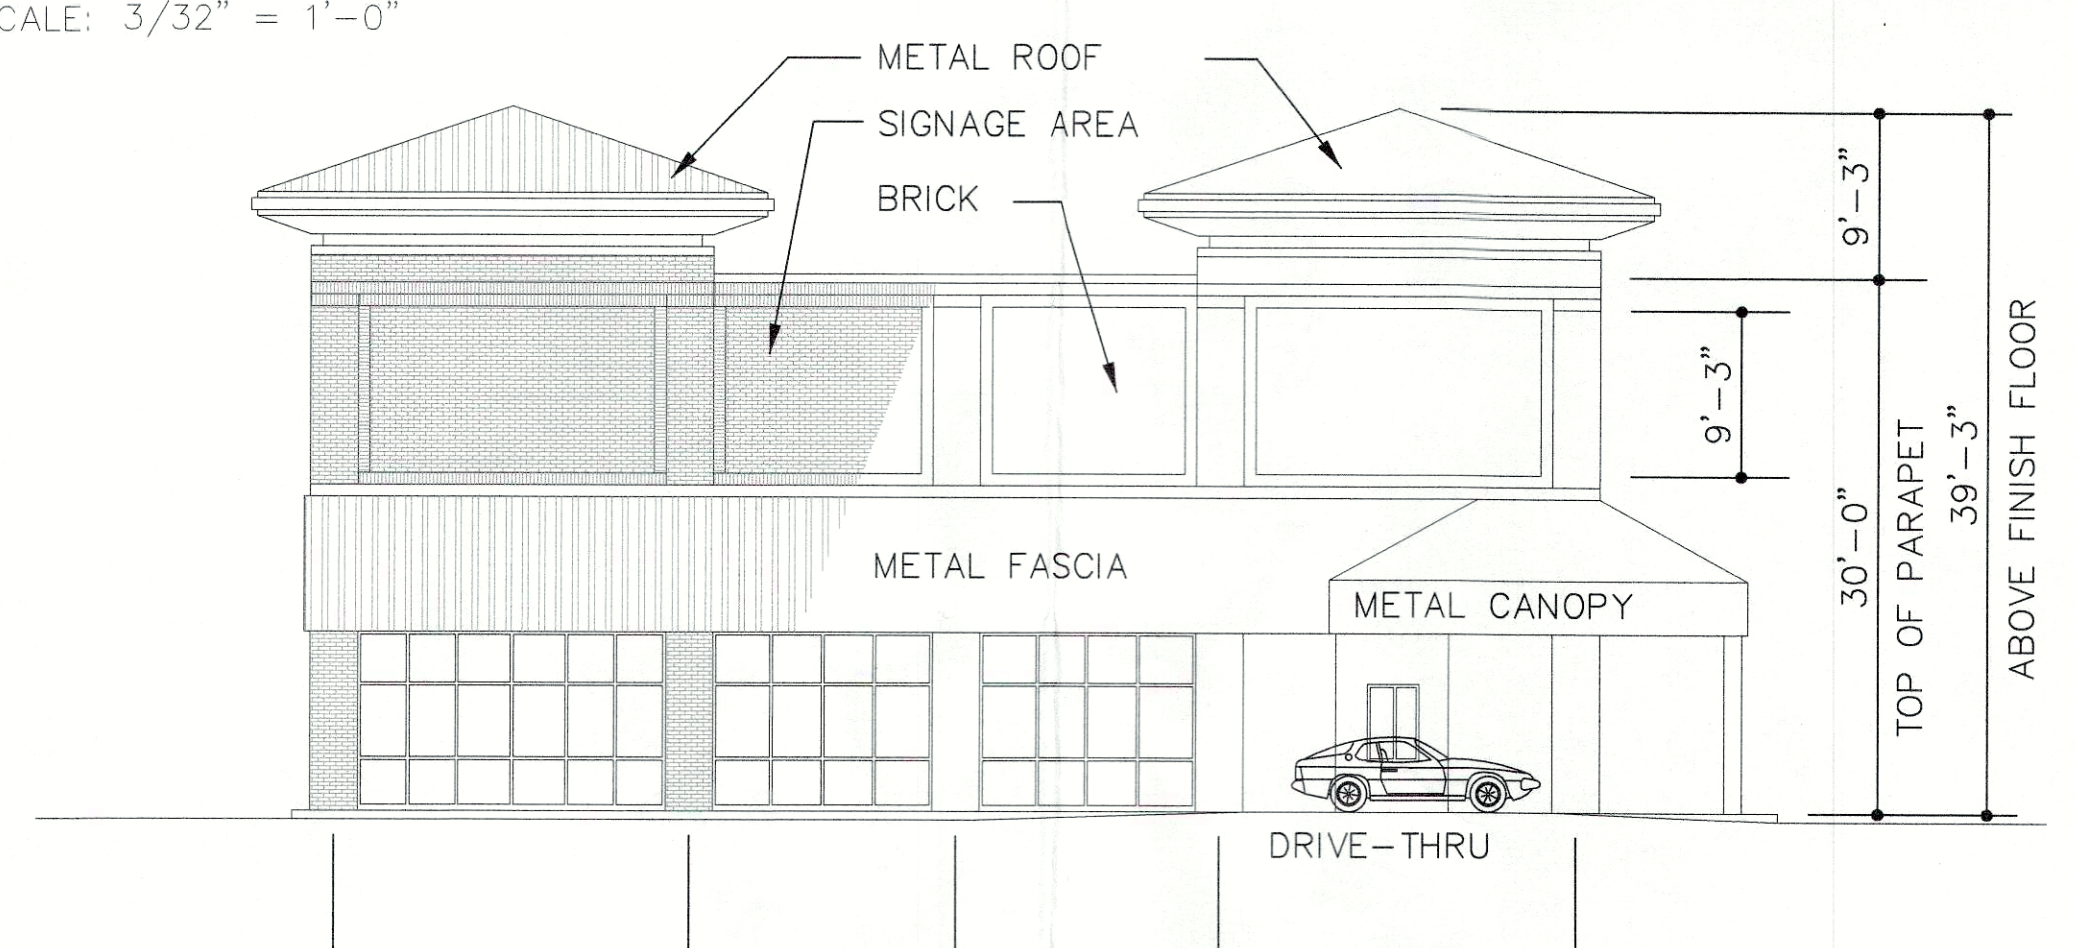 CALE: 3/32" = 1'-0"
METAL ROOF
SIGNAGE AREA
BRICK
9'-3"
9'-3"
30'-0"
TOP OF PARAPET
39'-3"
ABOVE FINISH FLOOR
METAL FASCIA
METAL CANOPY
DRIVE-THRU